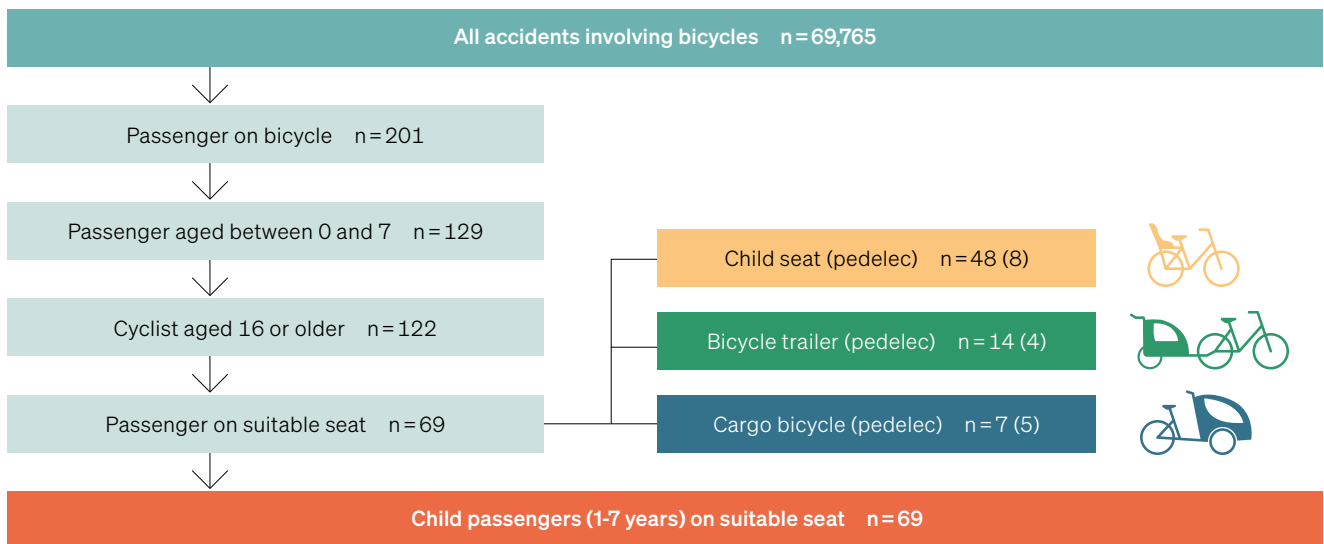 All accidents involving bicycles n=69,765
Passenger on bicycle n=201
Passenger aged between 0 and 7 n=129
Cyclist aged 16 or older n=122
Passenger on suitable seat n=69
Child seat (pedelec) n=48 (8)
Bicycle trailer (pedelec) n=14 (4)
Cargo bicycle (pedelec) n=7 (5)
Child passengers (1-7 years) on suitable seat n=69